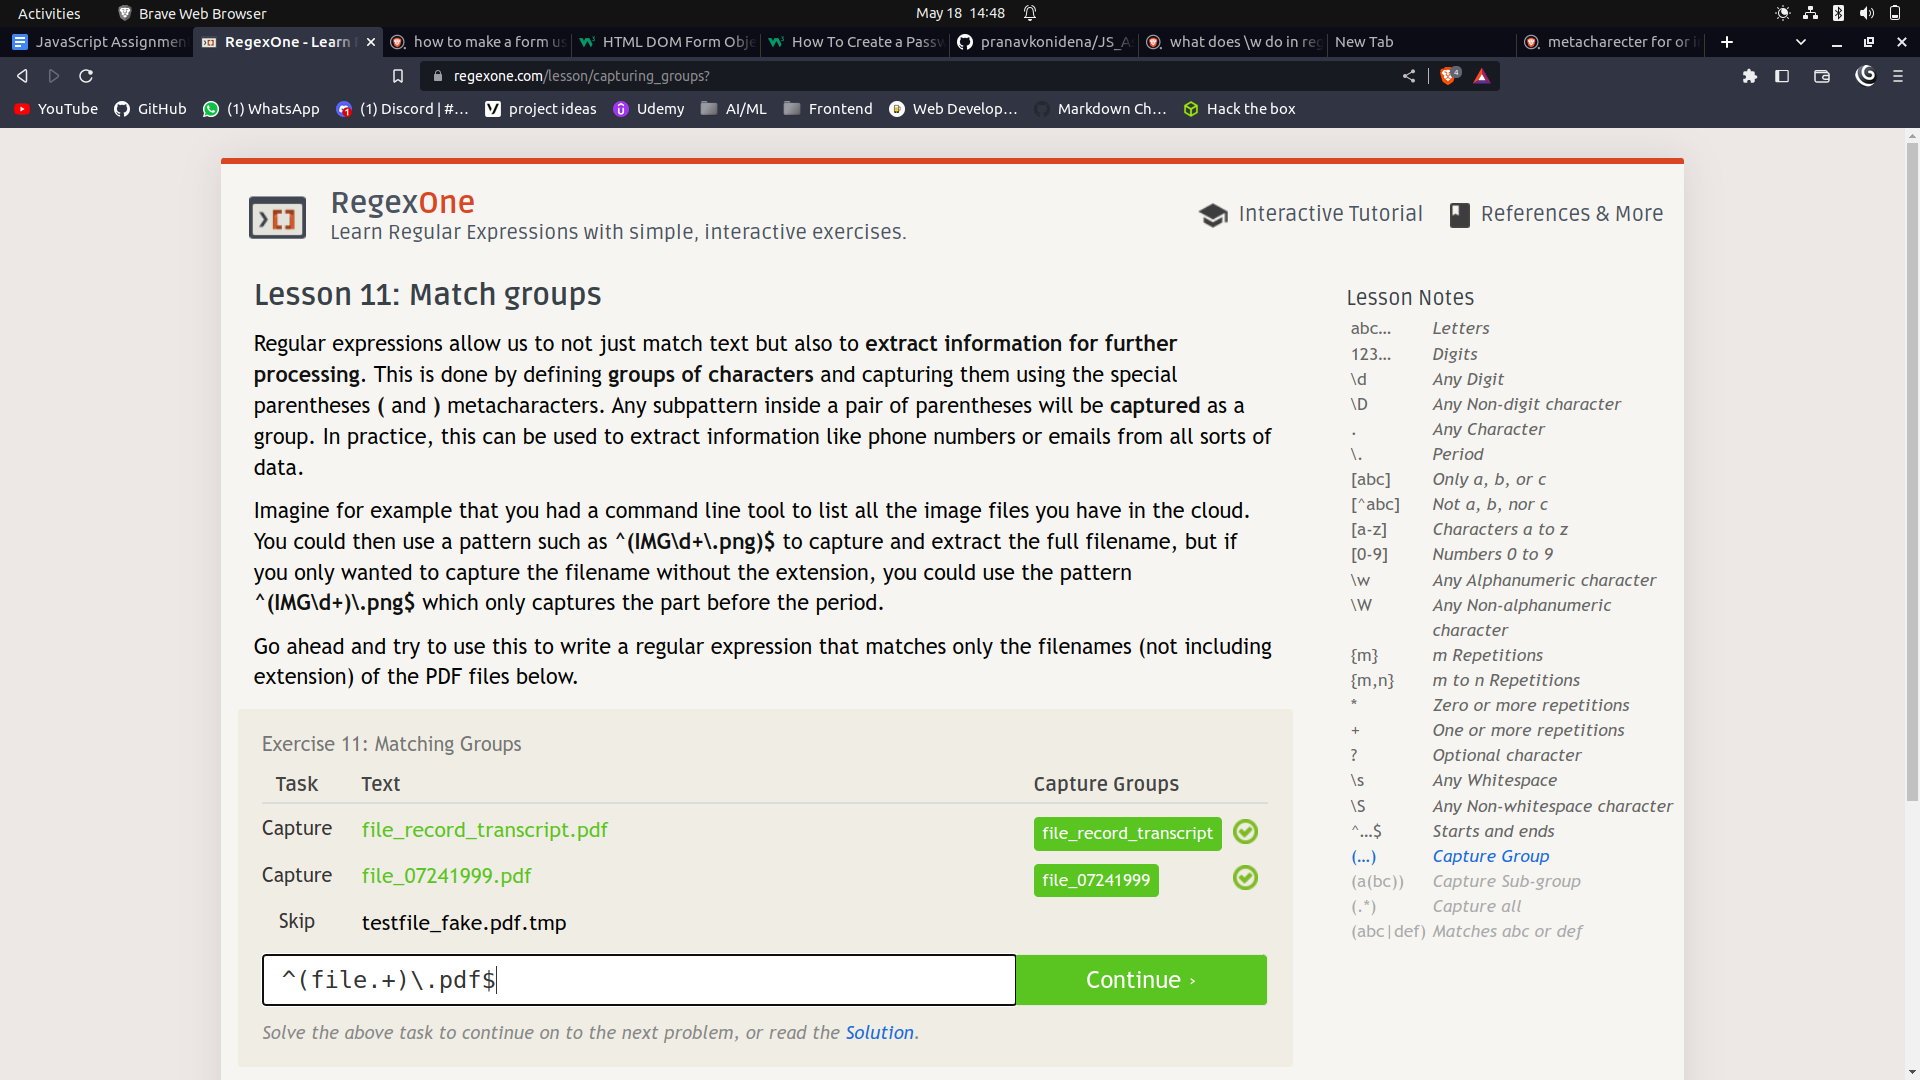 Activities
Brave Web Browser
May 18 14:48
JavaScript Assignmen
RegexOne - Learn
how to make a form us
HTML DOM Form Obje
How To Create a Passw
pranavkonidena/JS_A
what does \w do in reg
New Tab
metacharecter for or i
regexone.com/lesson/capturing_groups?
4
YouTube
GitHub
(1) WhatsApp
(1) Discord | #...
project ideas
Udemy
AI/ML
Frontend
Web Develop...
Markdown Ch...
Hack the box
RegexOne
Learn Regular Expressions with simple, interactive exercises.
Interactive Tutorial
References & More
Lesson 11: Match groups
Regular expressions allow us to not just match text but also to extract information for further
processing. This is done by defining groups of characters and capturing them using the special
parentheses ( and ) metacharacters. Any subpattern inside a pair of parentheses will be captured as a
group. In practice, this can be used to extract information like phone numbers or emails from all sorts of
data.
Imagine for example that you had a command line tool to list all the image files you have in the cloud.
You could then use a pattern such as ^(IMG\d+\.png)$ to capture and extract the full filename, but if
you only wanted to capture the filename without the extension, you could use the pattern
^(IMG\d+)\.png$ which only captures the part before the period.
Go ahead and try to use this to write a regular expression that matches only the filenames (not including
extension) of the PDF files below.
Exercise 11: Matching Groups
Task Text Capture Groups
Capture file_record_transcript.pdf file_record_transcript
Capture file_07241999.pdf file_07241999
Skip testfile_fake.pdf.tmp
^(file.+)\.pdf$
Continue ›
Solve the above task to continue on to the next problem, or read the Solution.
Lesson Notes
abc... Letters
123... Digits
\d Any Digit
\D Any Non-digit character
. Any Character
\. Period
[abc] Only a, b, or c
[^abc] Not a, b, nor c
[a-z] Characters a to z
[0-9] Numbers 0 to 9
\w Any Alphanumeric character
\W Any Non-alphanumeric
character
{m} m Repetitions
{m,n} m to n Repetitions
* Zero or more repetitions
+ One or more repetitions
? Optional character
\s Any Whitespace
\S Any Non-whitespace character
^...$ Starts and ends
(...) Capture Group
(a(bc)) Capture Sub-group
(.*) Capture all
(abc|def) Matches abc or def